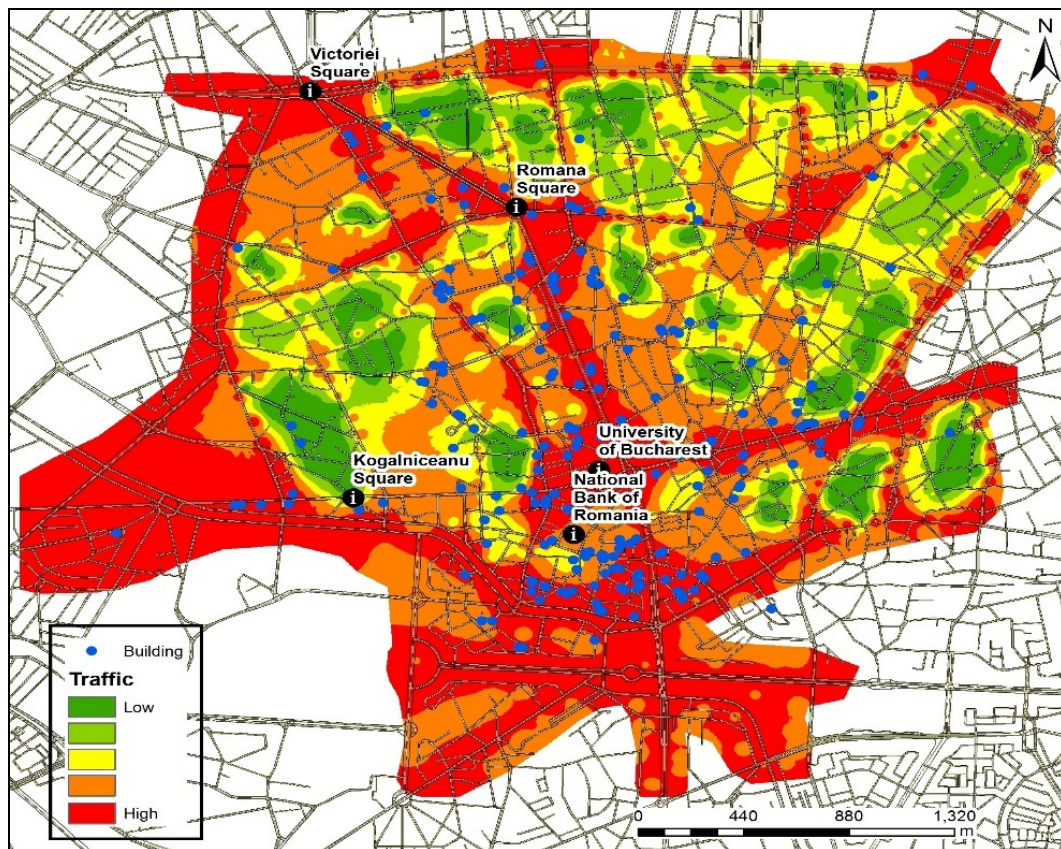 N
Victoriei
Square
i
Romana
Square
i
University
of Bucharest
i
Kogalniceanu
Square
i
National
Bank of
Romania
i
Building
Traffic
Low
High
0 440 880 1,320
m